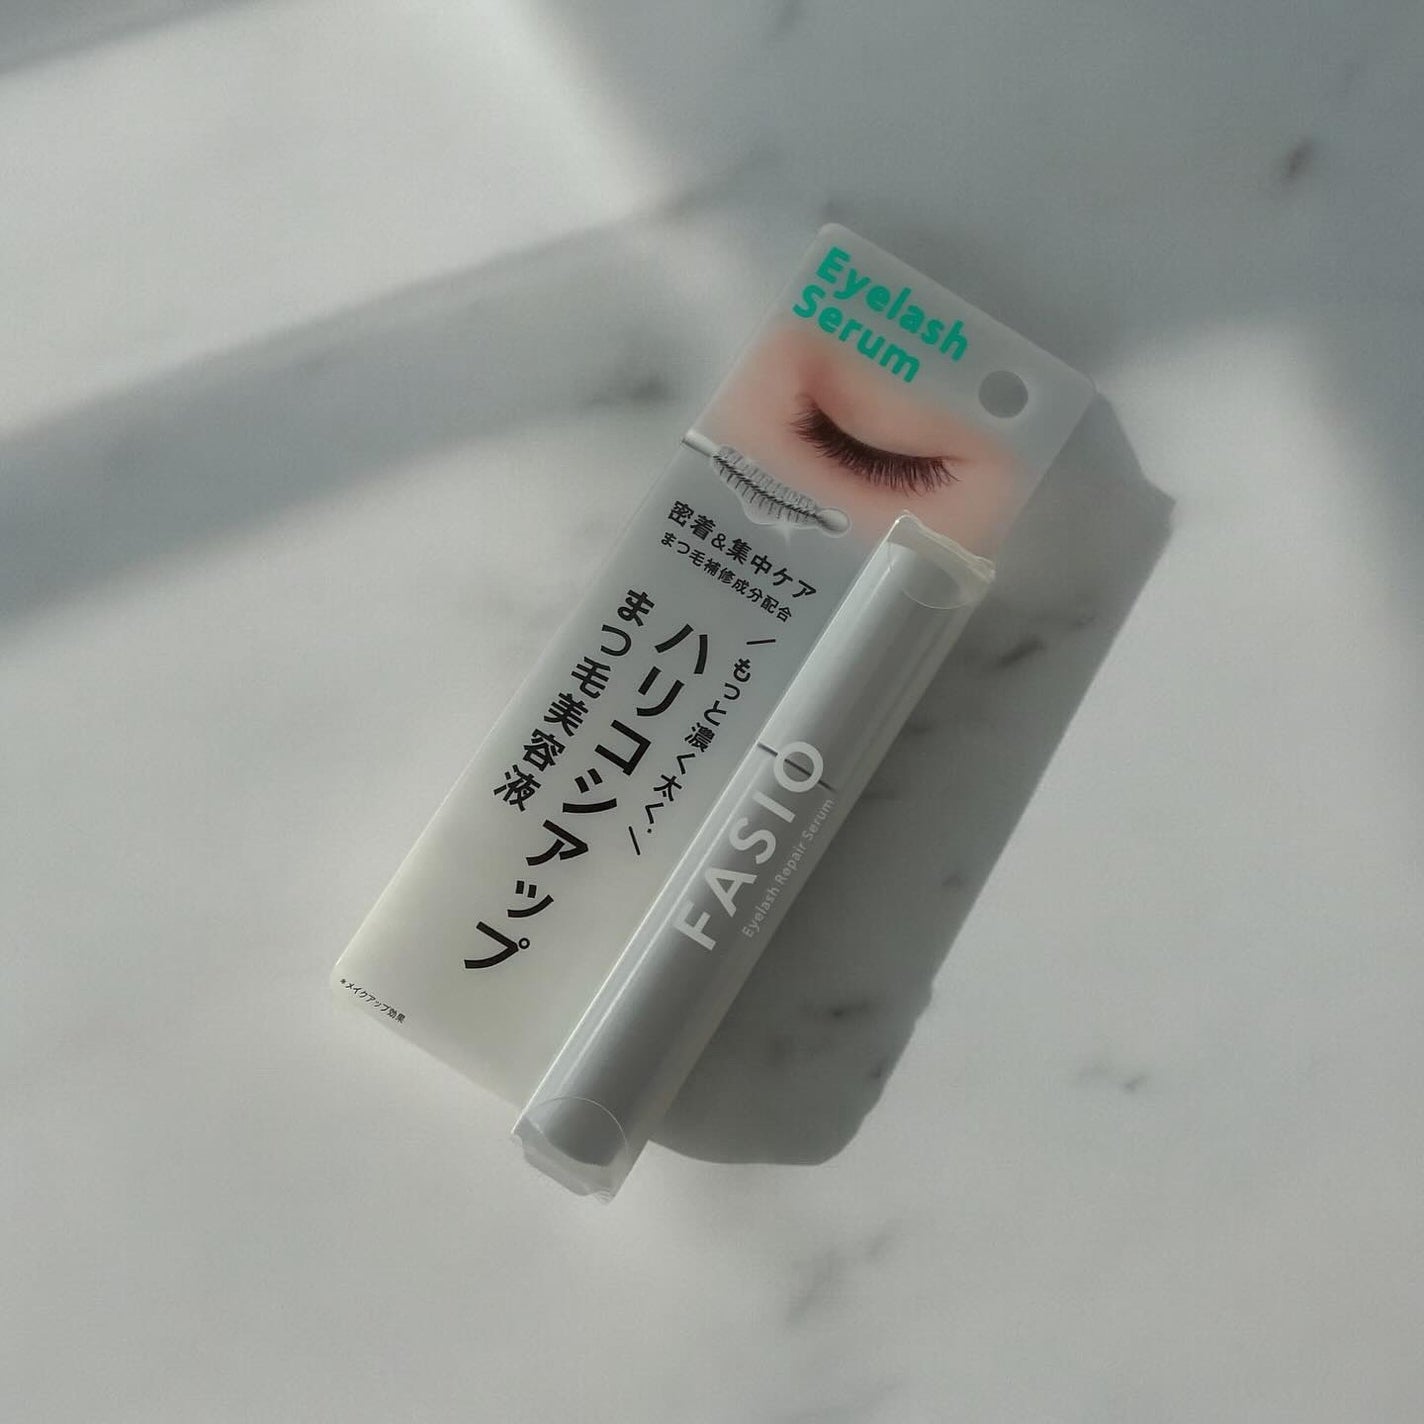 Eyelash
Serum
密着&集中ケア
まつ毛補修成分配合
もっと濃く太く*
ハリコシアップ
まつ毛美容液
*メイクアップ効果
FASIO
Eyelash Repair Serum